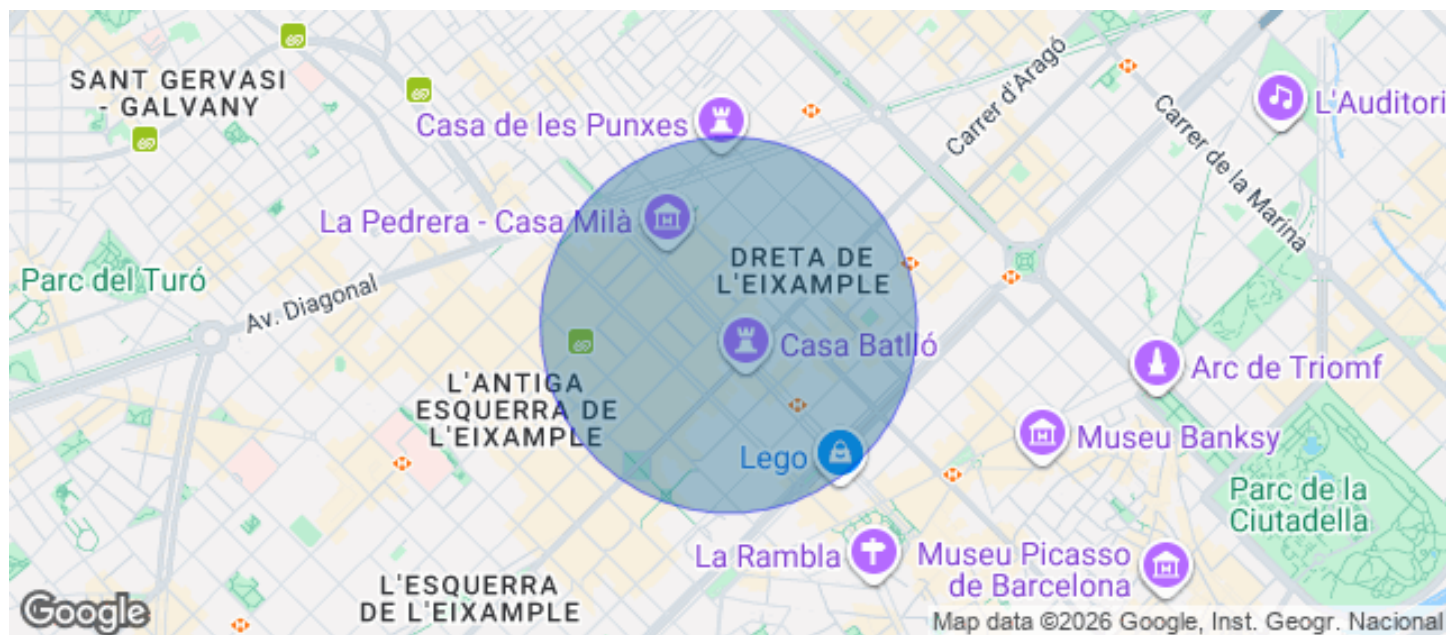 SANT GERVASI
- GALVANY
Casa de les Punxes
Carrer d'Aragó
L'Auditori
Carrer de la Marina
La Pedrera - Casa Milà
DRETA DE
L'EIXAMPLE
Parc del Turó
Av. Diagonal
Casa Batlló
Arc de Triomf
L'ANTIGA
ESQUERRA DE
L'EIXAMPLE
Museu Banksy
Lego
Parc de la
Ciutadella
La Rambla
Museu Picasso
de Barcelona
L'ESQUERRA
DE L'EIXAMPLE
Google
Map data ©2026 Google, Inst. Geogr. Nacional